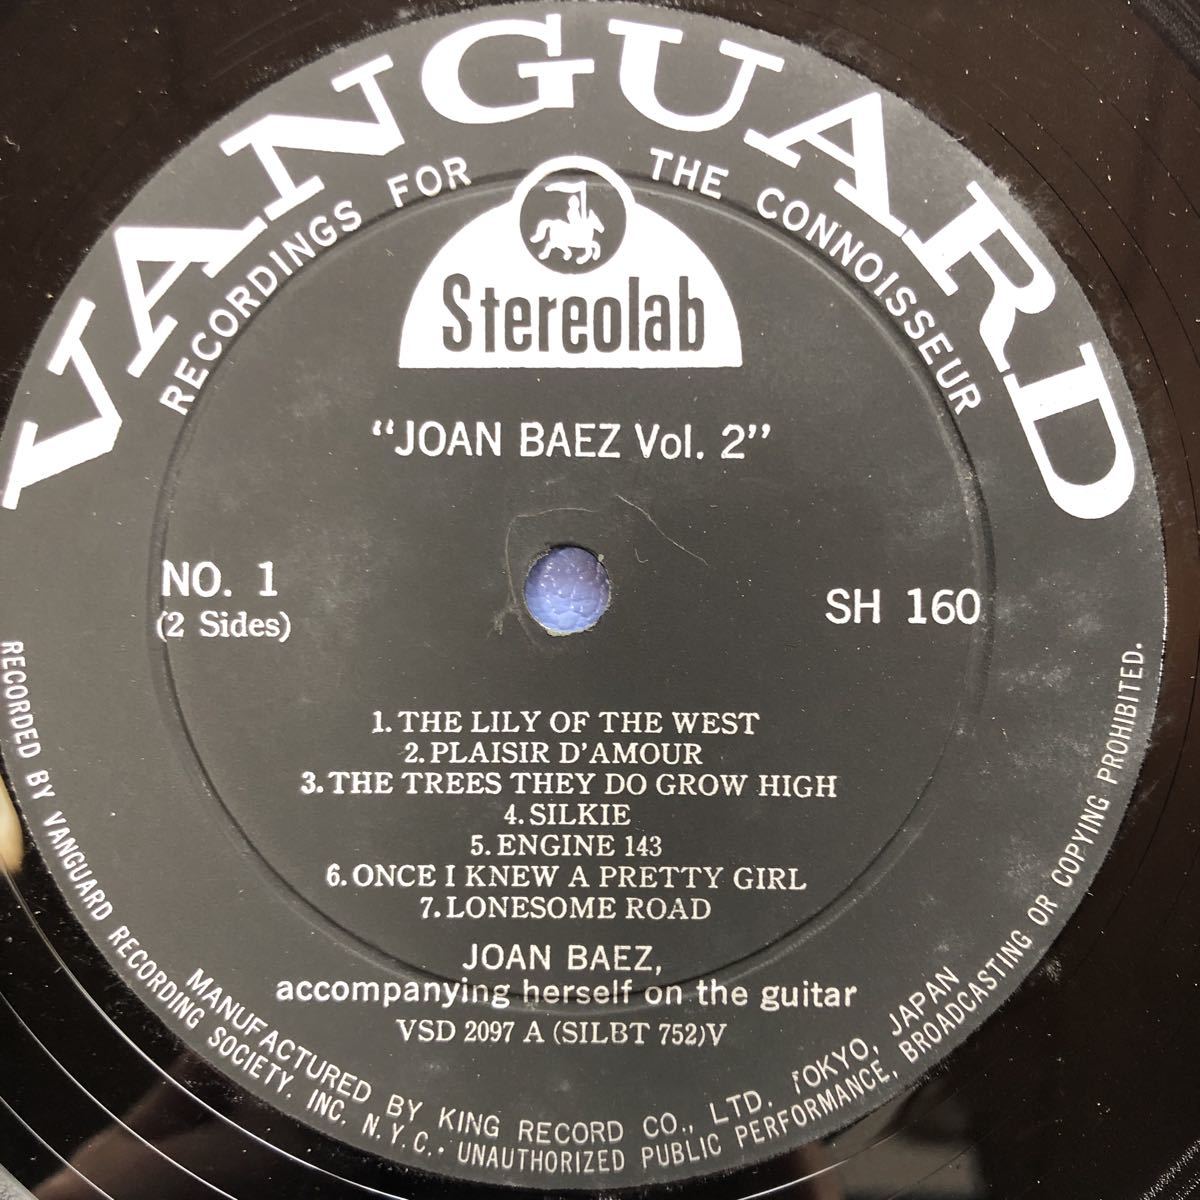 VANGUARD
RECORDINGS FOR THE CONNOISSEUR
Stereolab
“JOAN BAEZ Vol. 2”
NO. 1
(2 Sides)
SH 160
1. THE LILY OF THE WEST
2. PLAISIR D'AMOUR
3. THE TREES THEY DO GROW HIGH
4. SILKIE
5. ENGINE 143
6. ONCE I KNEW A PRETTY GIRL
7. LONESOME ROAD
JOAN BAEZ,
accompanying herself on the guitar
VSD 2097 A (SILBT 752)V
MANUFACTURED BY KING RECORD CO., LTD. TOKYO, JAPAN
RECORDED BY VANGUARD RECORDING SOCIETY, INC. N.Y.C. • UNAUTHORIZED PUBLIC PERFORMANCE, BROADCASTING OR COPYING PROHIBITED.